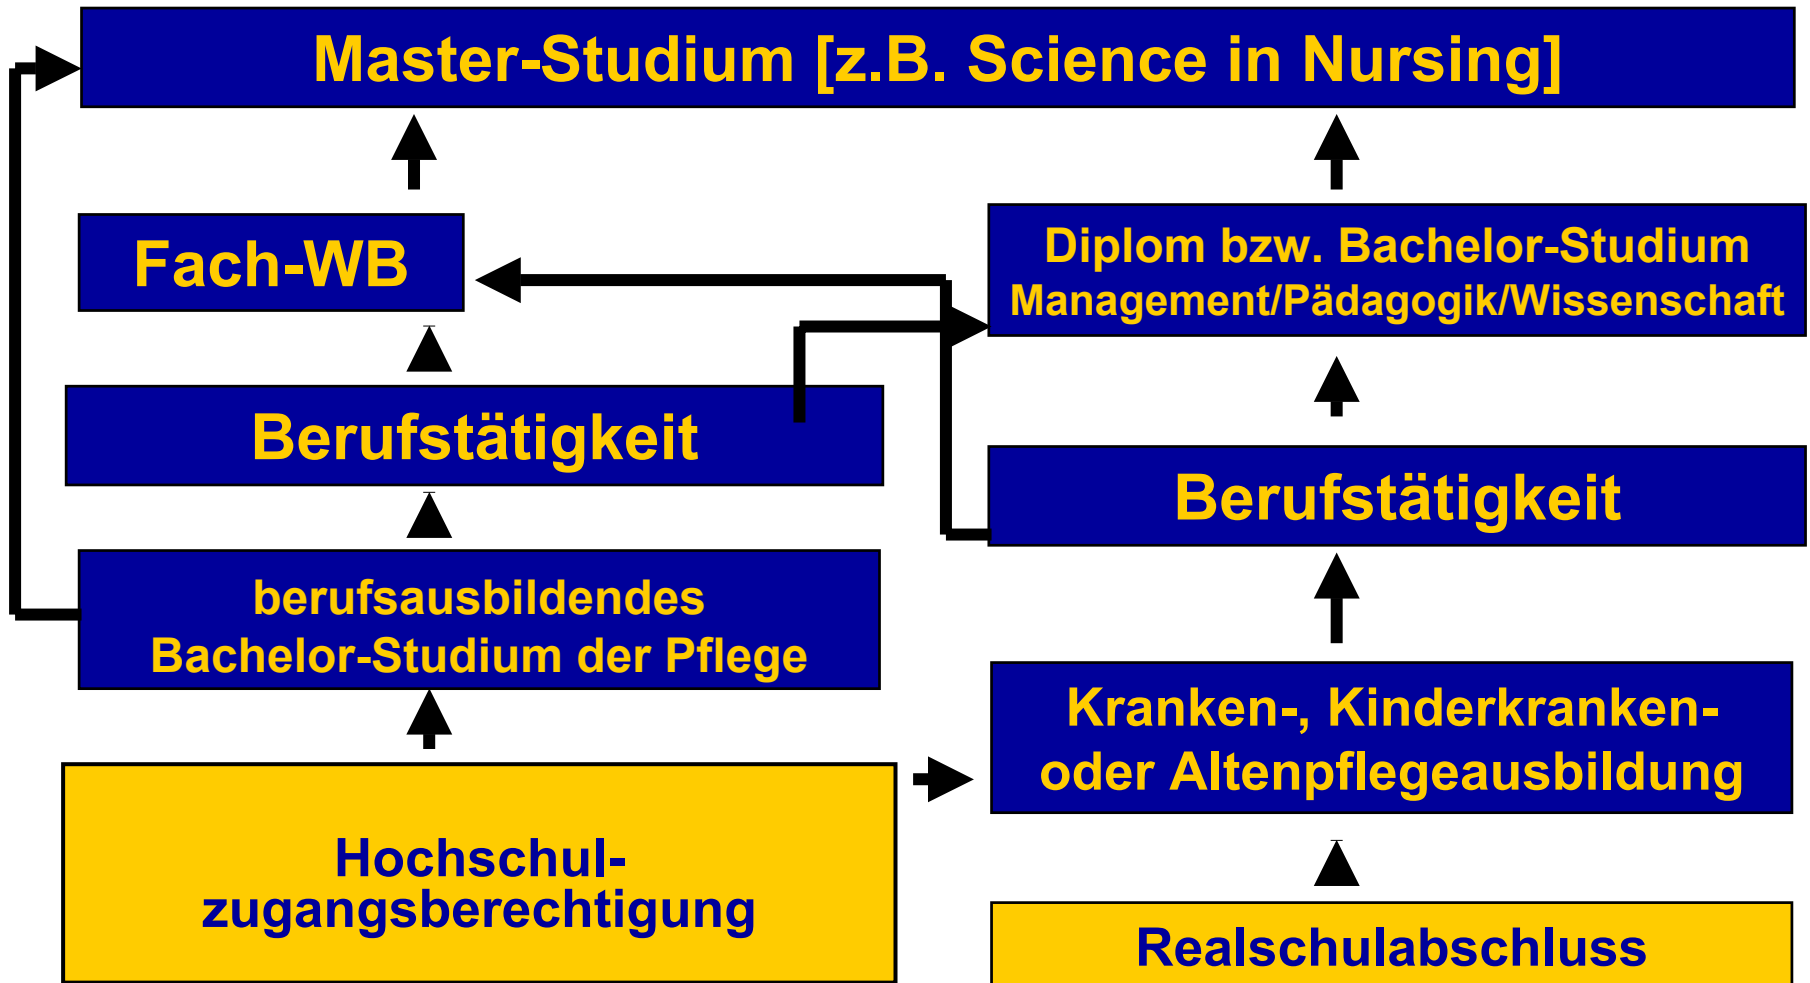 Master-Studium [z.B. Science in Nursing]
Fach-WB
Diplom bzw. Bachelor-Studium
Management/Pädagogik/Wissenschaft
Berufstätigkeit
Berufstätigkeit
berufsausbildendes
Bachelor-Studium der Pflege
Kranken-, Kinderkranken-
oder Altenpflegeausbildung
Hochschul-
zugangsberechtigung
Realschulabschluss